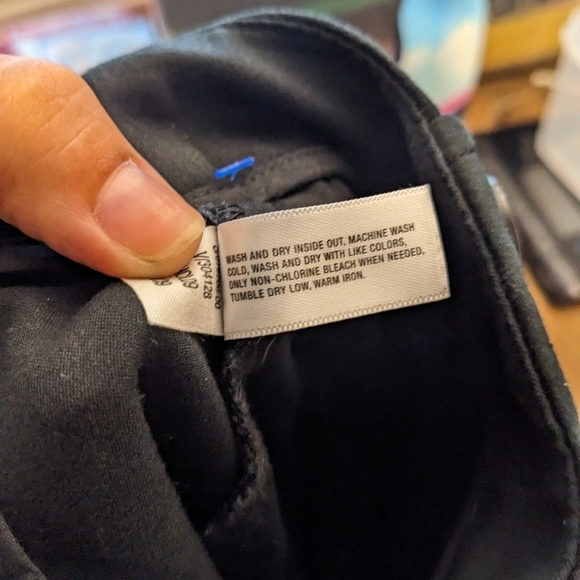 WASH AND DRY INSIDE OUT, MACHINE WASH
COLD, WASH AND DRY WITH LIKE COLORS,
ONLY NON-CHLORINE BLEACH WHEN NEEDED,
TUMBLE DRY LOW, WARM IRON.
V/304128